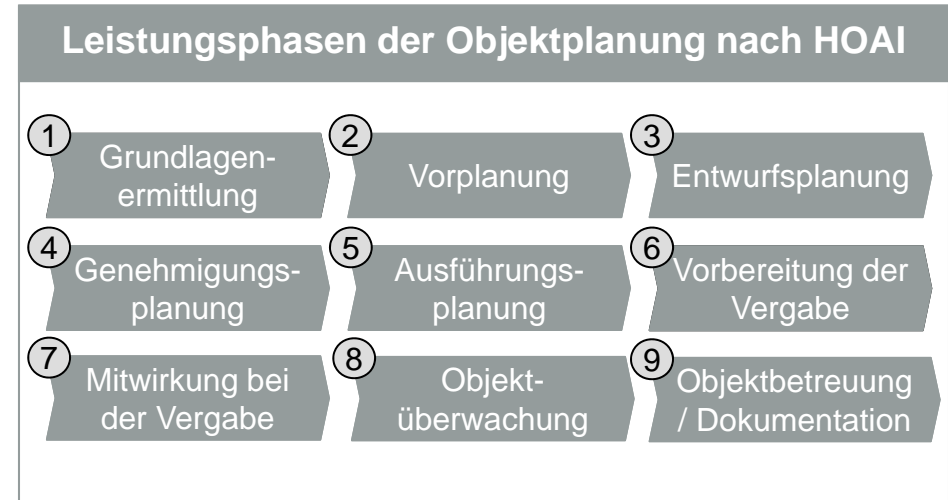 Leistungsphasen der Objektplanung nach HOAI
1
Grundlagen-
ermittlung
2
Vorplanung
3
Entwurfsplanung
4
Genehmigungs-
planung
5
Ausführungs-
planung
6
Vorbereitung der
Vergabe
7
Mitwirkung bei
der Vergabe
8
Objekt-
überwachung
9
Objektbetreuung
/ Dokumentation